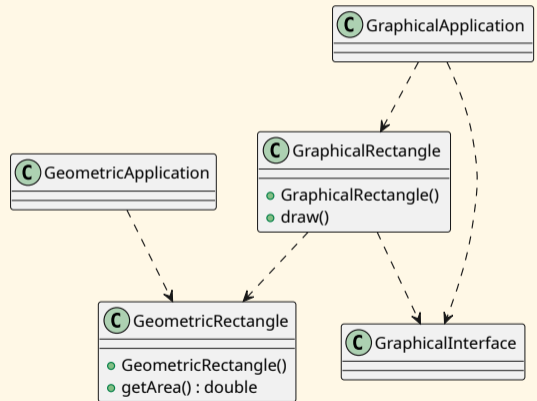 C GraphicalApplication
C GraphicalRectangle
GraphicalRectangle()
draw()
C GeometricApplication
C GeometricRectangle
GeometricRectangle()
getArea() : double
C GraphicalInterface